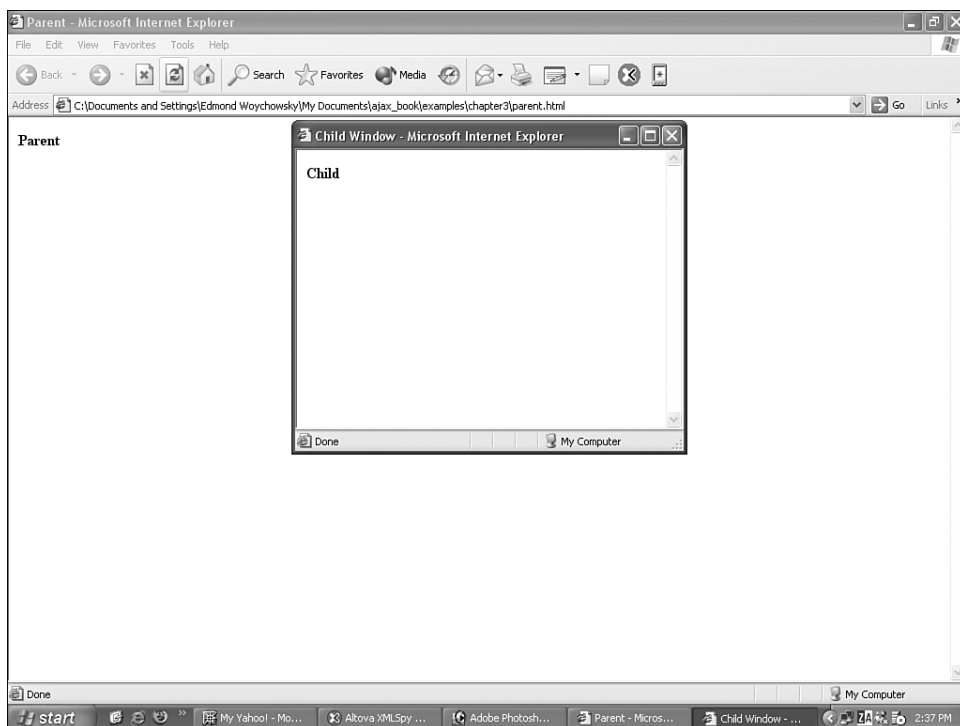 Parent - Microsoft Internet Explorer
File Edit View Favorites Tools Help
Back Search Favorites Media
Address C:\Documents and Settings\Edmond Woychowsky\My Documents\ajax_book\examples\chapter3\parent.html Go Links
Parent
Child Window - Microsoft Internet Explorer
Child
Done My Computer
Done My Computer
start My Yahoo! - Mo... Altova XMLSpy ... Adobe Photosh... Parent - Micros... Child Window - ... 2:37 PM